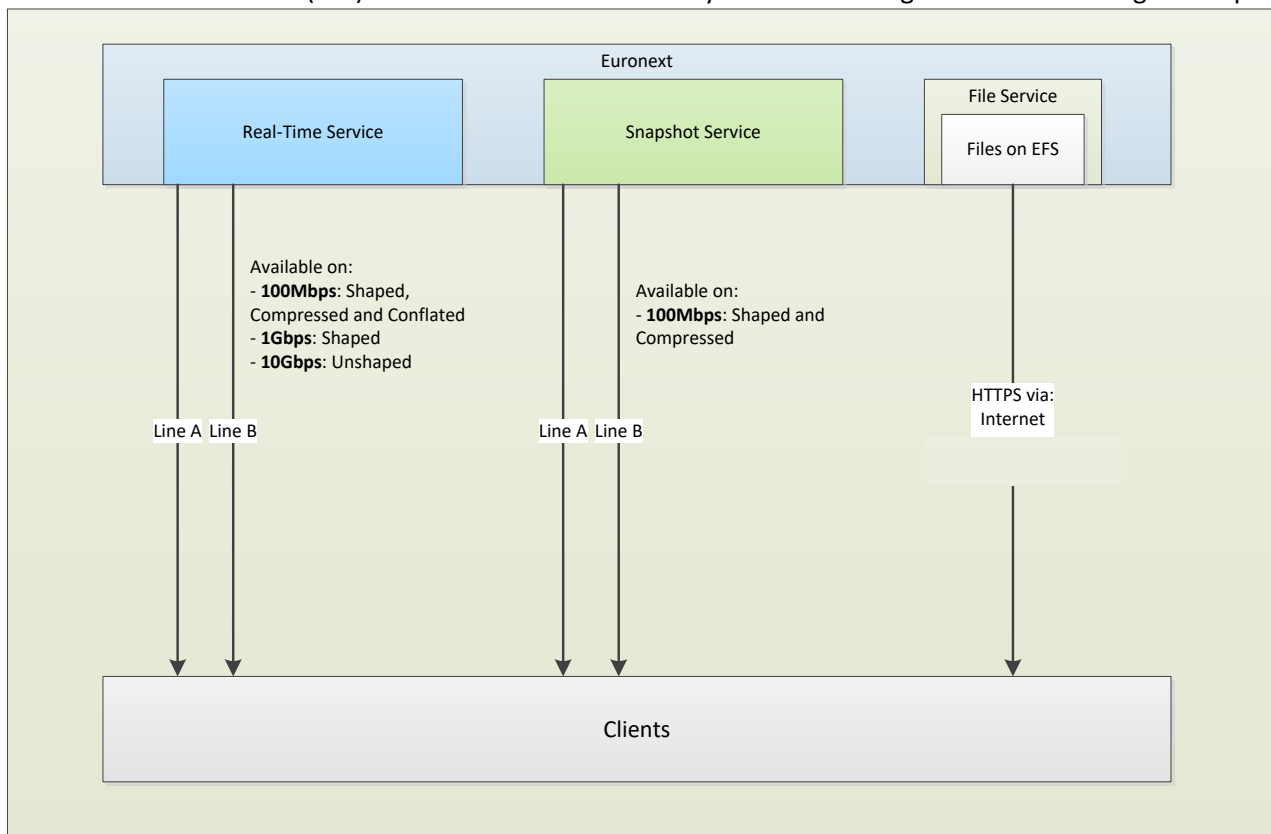 Euronext
Real-Time Service
Snapshot Service
File Service
Files on EFS
Available on:
- 100Mbps: Shaped,
Compressed and Conflated
- 1Gbps: Shaped
- 10Gbps: Unshaped
Available on:
- 100Mbps: Shaped and
Compressed
HTTPS via:
Internet
Line A
Line B
Line A
Line B
Clients